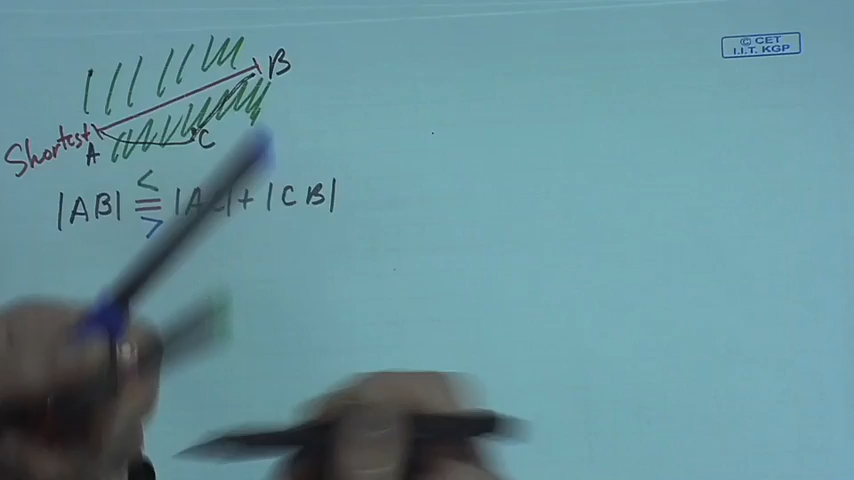 © CET
I.I.T. KGP
B
Shortest
A
C
<
|AB| = |AC| + |CB|
>